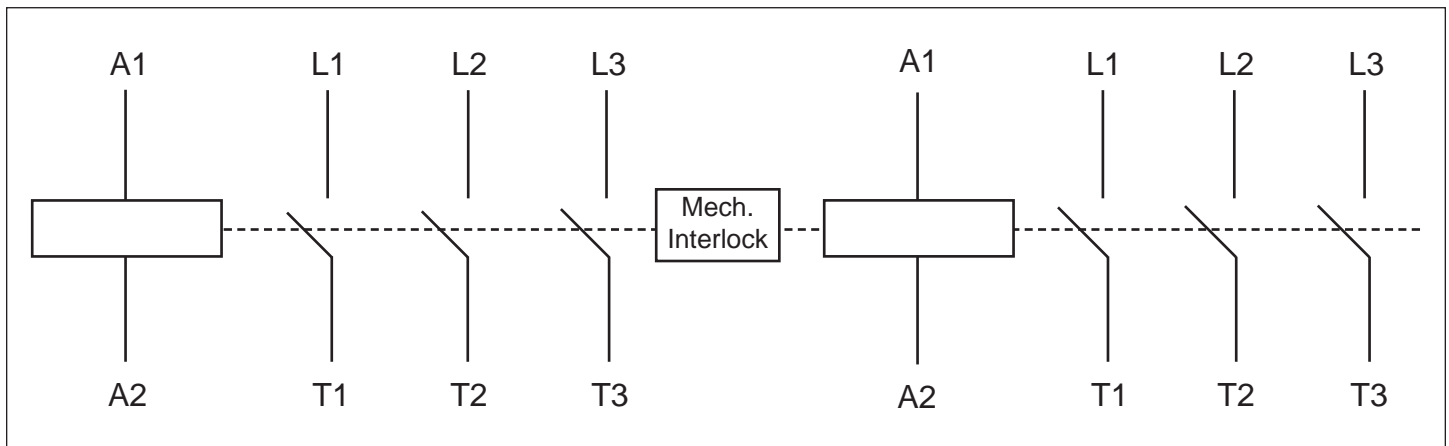 A1 L1 L2 L3 A1 L1 L2 L3
Mech.
Interlock
A2 T1 T2 T3 A2 T1 T2 T3